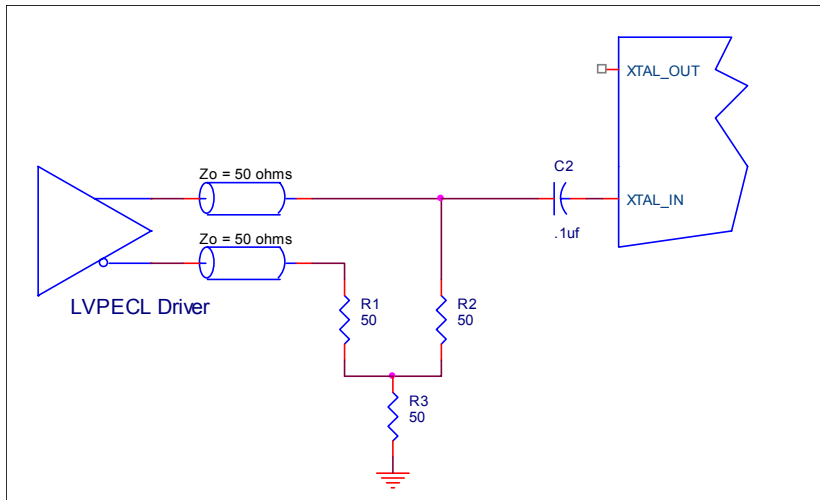 XTAL_OUT
Zo = 50 ohms
C2
XTAL_IN
.1uf
Zo = 50 ohms
LVPECL Driver
R1
50
R2
50
R3
50